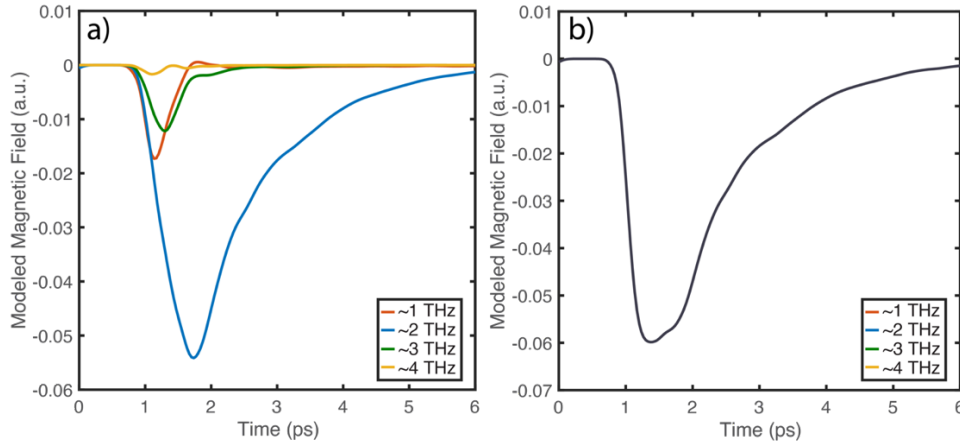 a)
0.01
0
-0.01
-0.02
-0.03
-0.04
-0.05
-0.06
Modeled Magnetic Field (a.u.)
0 1 2 3 4 5 6
Time (ps)
~1 THz
~2 THz
~3 THz
~4 THz
b)
0.01
0
-0.01
-0.02
-0.03
-0.04
-0.05
-0.06
-0.07
Modeled Magnetic Field (a.u.)
0 1 2 3 4 5 6
Time (ps)
~1 THz
~2 THz
~3 THz
~4 THz